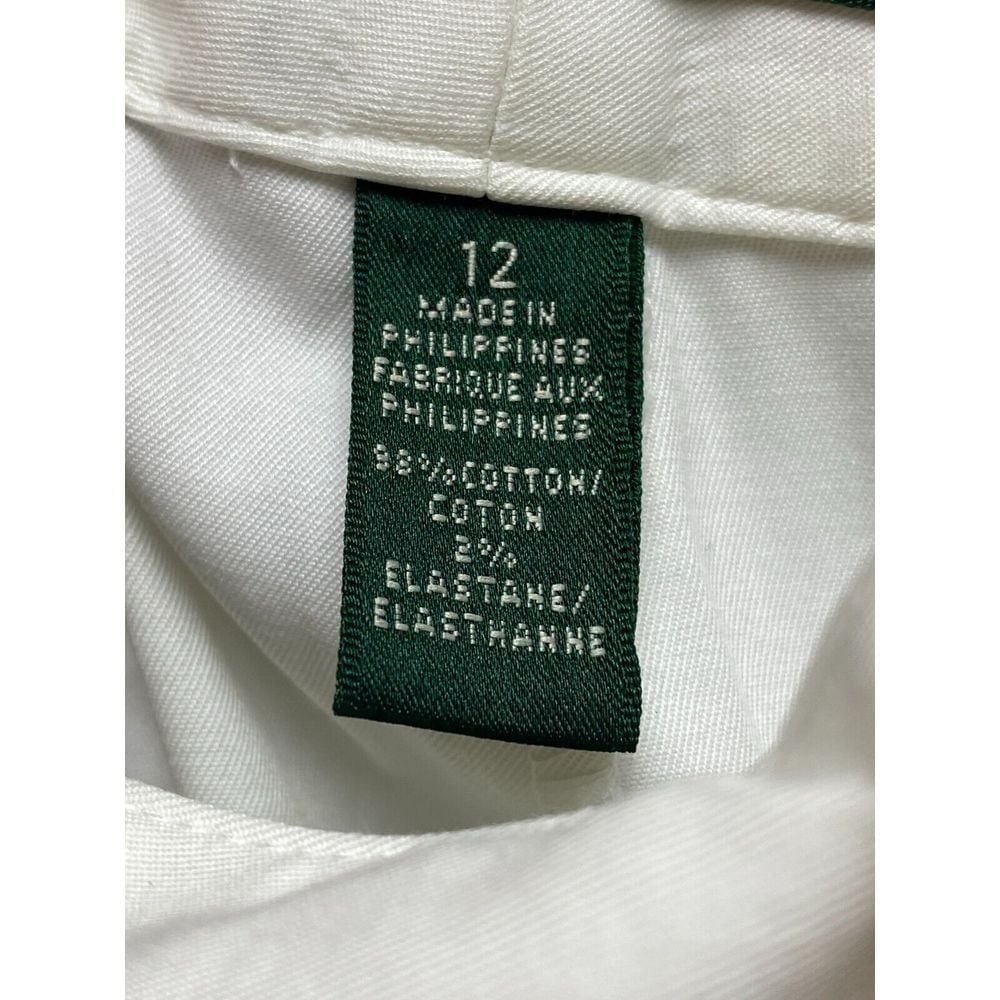 12
MADE IN
PHILIPPINES
FABRIQUE AUX
PHILIPPINES
98%COTTON/
COTON
2%
ELASTANE/
ELASTHANNE